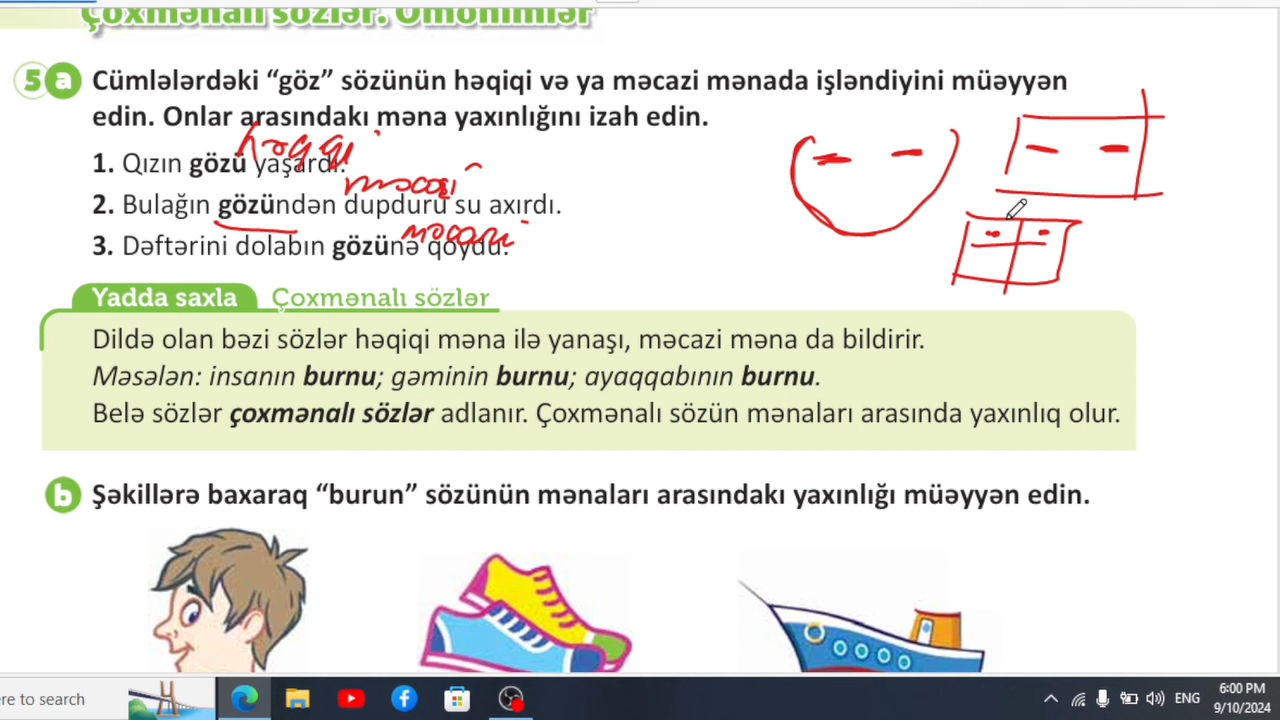 Çoxmənalı sözlər. Omonimlər
5 a Cümlələrdəki “göz” sözünün həqiqi və ya məcazi mənada işləndiyini müəyyən
edin. Onlar arasındakı məna yaxınlığını izah edin.
həqiqi
1. Qızın gözü yaşardı.
məcazi
2. Bulağın gözündən dupduru su axırdı.
məcazi
3. Dəftərini dolabın gözünə qoydu.
Yadda saxla Çoxmənalı sözlər
Dildə olan bəzi sözlər həqiqi məna ilə yanaşı, məcazi məna da bildirir.
Məsələn: insanın burnu; gəminin burnu; ayaqqabının burnu.
Belə sözlər çoxmənalı sözlər adlanır. Çoxmənalı sözün mənaları arasında yaxınlıq olur.
b Şəkillərə baxaraq “burun” sözünün mənaları arasındakı yaxınlığı müəyyən edin.
re to search
ENG
6:00 PM
9/10/2024